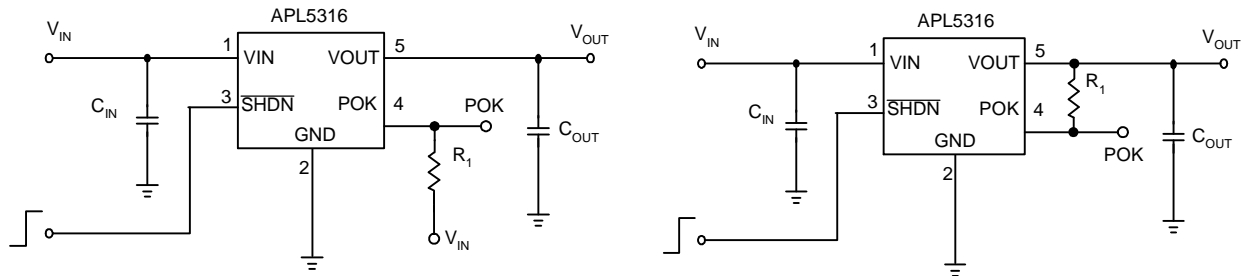 APL5316
V_IN
V_OUT
1
VIN
VOUT
5
C_IN
3
SHDN
POK
4
POK
GND
2
R_1
C_OUT
V_IN
APL5316
V_IN
V_OUT
1
VIN
VOUT
5
R_1
C_IN
3
SHDN
POK
4
POK
GND
2
C_OUT